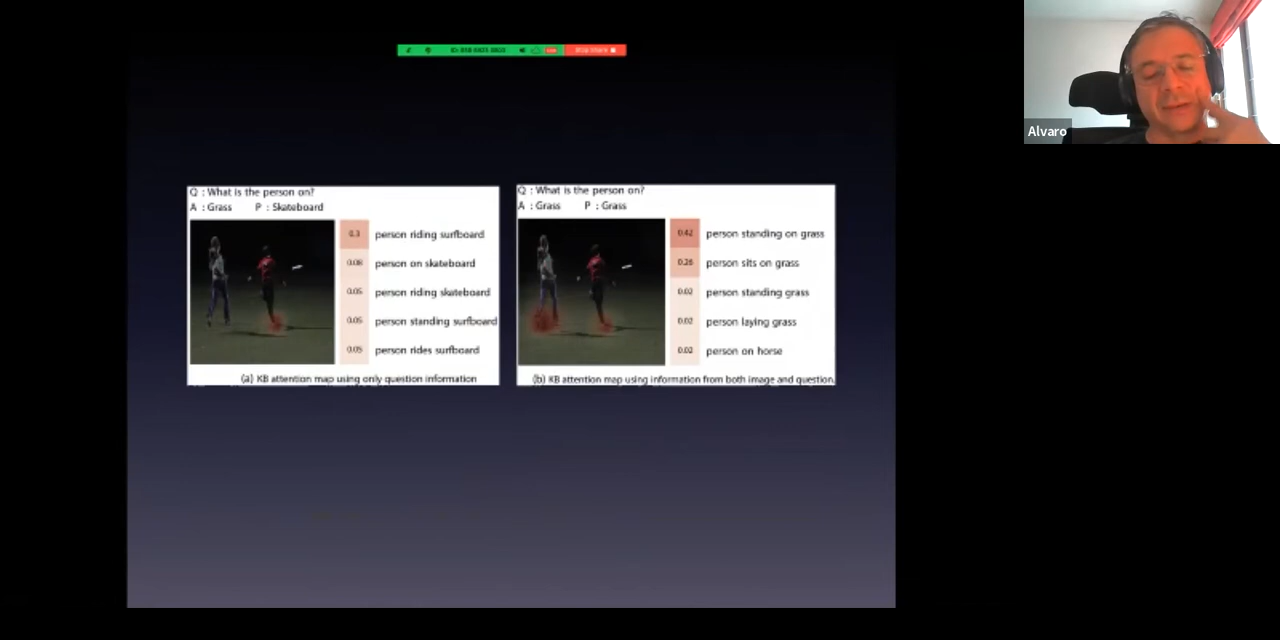 Alvaro
Q : What is the person on?
A : Grass P : Skateboard
0.3 person riding surfboard
0.08 person on skateboard
0.05 person riding skateboard
0.05 person standing surfboard
0.05 person rides surfboard
(a) KB attention map using only question information
Q : What is the person on?
A : Grass P : Grass
0.42 person standing on grass
0.26 person sits on grass
0.02 person standing grass
0.02 person laying grass
0.02 person on horse
(b) KB attention map using information from both image and question.